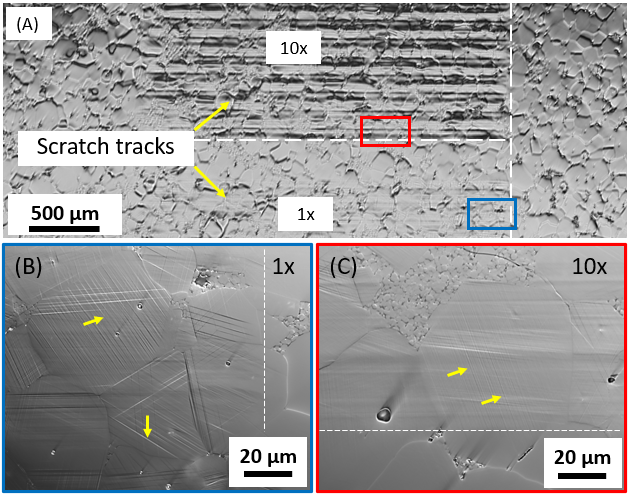 (A)
10x
Scratch tracks
1x
500 µm
(B)
1x
20 µm
(C)
10x
20 µm